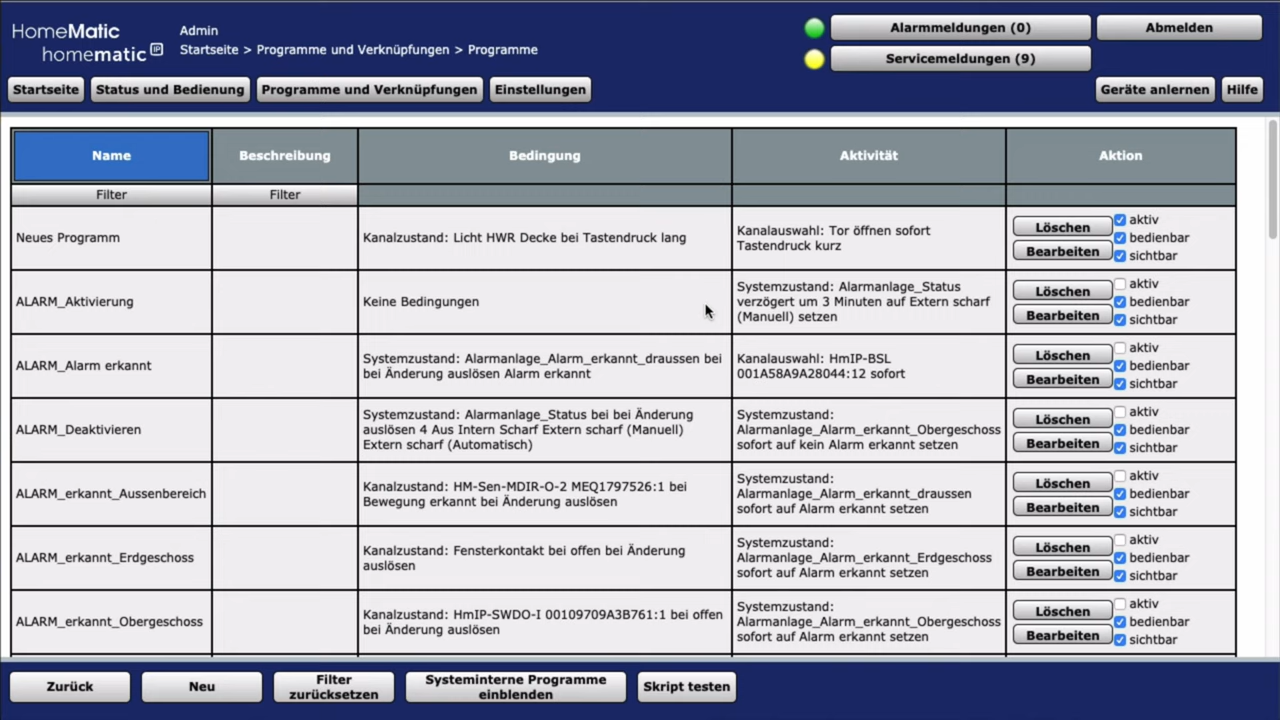 HomeMatic
homematic IP
Admin
Startseite > Programme und Verknüpfungen > Programme
Alarmmeldungen (0)
Abmelden
Servicemeldungen (9)
Startseite
Status und Bedienung
Programme und Verknüpfungen
Einstellungen
Geräte anlernen
Hilfe
Name
Beschreibung
Bedingung
Aktivität
Aktion
Filter
Filter
Neues Programm
Kanalzustand: Licht HWR Decke bei Tastendruck lang
Kanalauswahl: Tor öffnen sofort
Tastendruck kurz
Löschen
Bearbeiten
aktiv
bedienbar
sichtbar
ALARM_Aktivierung
Keine Bedingungen
Systemzustand: Alarmanlage_Status
verzögert um 3 Minuten auf Extern scharf
(Manuell) setzen
Löschen
Bearbeiten
aktiv
bedienbar
sichtbar
ALARM_Alarm erkannt
Systemzustand: Alarmanlage_Alarm_erkannt_draussen bei
bei Änderung auslösen Alarm erkannt
Kanalauswahl: HmIP-BSL
001A58A9A28044:12 sofort
Löschen
Bearbeiten
aktiv
bedienbar
sichtbar
ALARM_Deaktivieren
Systemzustand: Alarmanlage_Status bei bei Änderung
auslösen 4 Aus Intern Scharf Extern scharf (Manuell)
Extern scharf (Automatisch)
Systemzustand:
Alarmanlage_Alarm_erkannt_Obergeschoss
sofort auf kein Alarm erkannt setzen
Löschen
Bearbeiten
aktiv
bedienbar
sichtbar
ALARM_erkannt_Aussenbereich
Kanalzustand: HM-Sen-MDIR-O-2 MEQ1797526:1 bei
Bewegung erkannt bei Änderung auslösen
Systemzustand:
Alarmanlage_Alarm_erkannt_draussen
sofort auf Alarm erkannt setzen
Löschen
Bearbeiten
aktiv
bedienbar
sichtbar
ALARM_erkannt_Erdgeschoss
Kanalzustand: Fensterkontakt bei offen bei Änderung
auslösen
Systemzustand:
Alarmanlage_Alarm_erkannt_Erdgeschoss
sofort auf Alarm erkannt setzen
Löschen
Bearbeiten
aktiv
bedienbar
sichtbar
ALARM_erkannt_Obergeschoss
Kanalzustand: HmIP-SWDO-I 00109709A3B761:1 bei offen
bei Änderung auslösen
Systemzustand:
Alarmanlage_Alarm_erkannt_Obergeschoss
sofort auf Alarm erkannt setzen
Löschen
Bearbeiten
aktiv
bedienbar
sichtbar
Zurück
Neu
Filter
zurücksetzen
Systeminterne Programme
einblenden
Skript testen